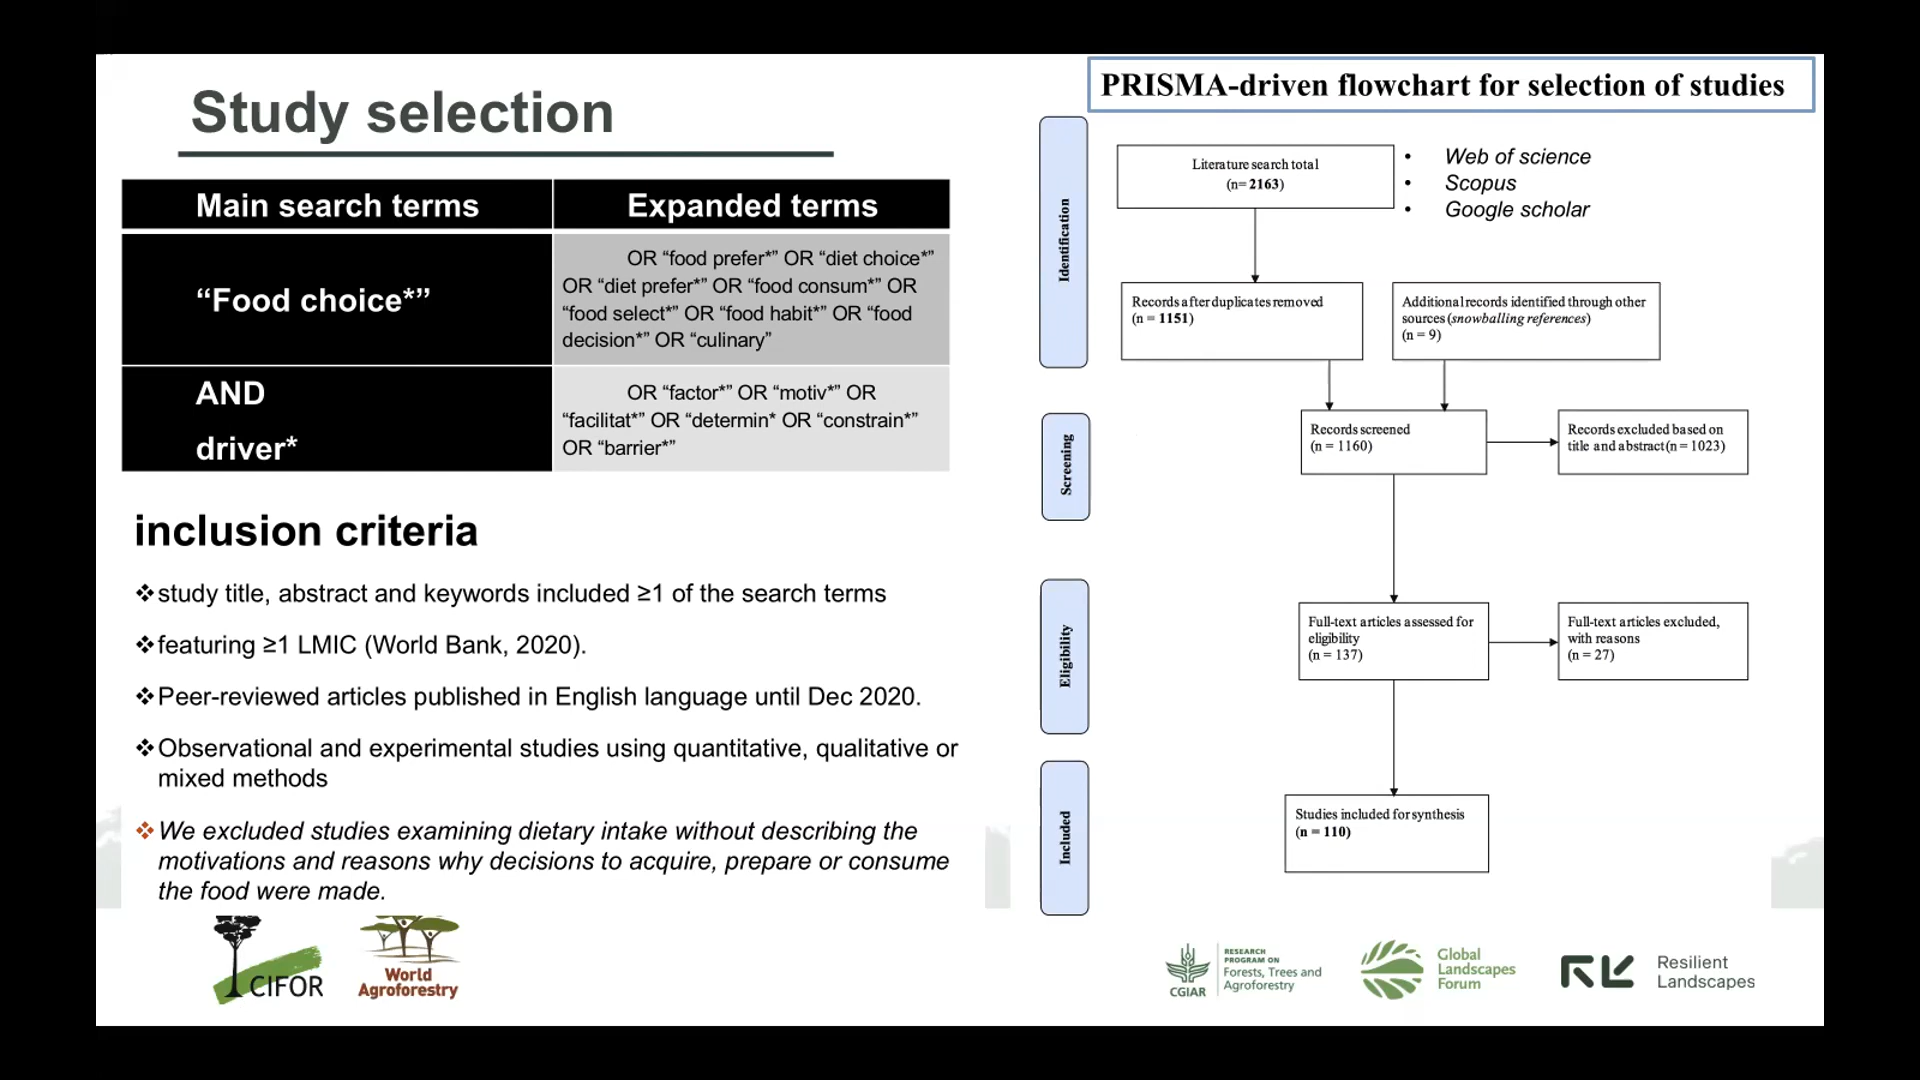 Study selection
Main search terms
Expanded terms
“Food choice*”
OR “food prefer*” OR “diet choice*”
OR “diet prefer*” OR “food consum*” OR
“food select*” OR “food habit*” OR “food
decision*” OR “culinary”
AND
driver*
OR “factor*” OR “motiv*” OR
“facilitat*” OR “determin* OR “constrain*”
OR “barrier*”
inclusion criteria
❖study title, abstract and keywords included ≥1 of the search terms
❖featuring ≥1 LMIC (World Bank, 2020).
❖Peer-reviewed articles published in English language until Dec 2020.
❖Observational and experimental studies using quantitative, qualitative or
mixed methods
❖We excluded studies examining dietary intake without describing the
motivations and reasons why decisions to acquire, prepare or consume
the food were made.
PRISMA-driven flowchart for selection of studies
Identification
Literature search total
(n= 2163)
• Web of science
• Scopus
• Google scholar
Records after duplicates removed
(n = 1151)
Additional records identified through other
sources (snowballing references)
(n = 9)
Screening
Records screened
(n = 1160)
Records excluded based on
title and abstract (n = 1023)
Eligibility
Full-text articles assessed for
eligibility
(n = 137)
Full-text articles excluded,
with reasons
(n = 27)
Included
Studies included for synthesis
(n = 110)
CIFOR
World
Agroforestry
CGIAR
RESEARCH
PROGRAM ON
Forests, Trees and
Agroforestry
Global
Landscapes
Forum
Resilient
Landscapes